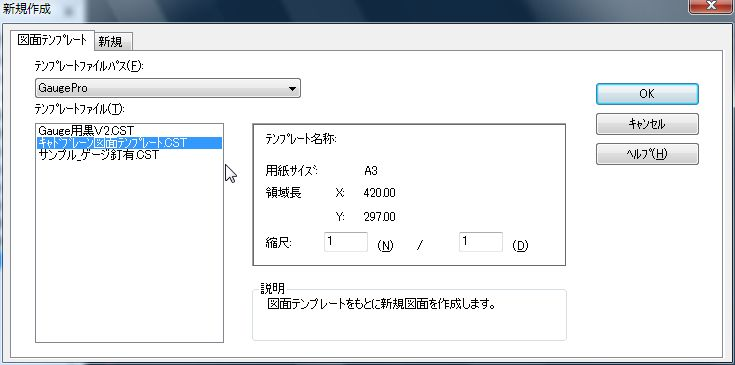 新規作成
図面ﾃﾝﾌﾟﾚｰﾄ
新規
ﾃﾝﾌﾟﾚｰﾄﾌｧｲﾙﾊﾟｽ(F):
GaugePro
ﾃﾝﾌﾟﾚｰﾄﾌｧｲﾙ(T):
Gauge用黒V2.CST
ｷｬﾄﾞﾌﾟﾚｰﾝ図面ﾃﾝﾌﾟﾚｰﾄ.CST
ｻﾝﾌﾟﾙ_ｹﾞｰｼﾞ釘有.CST
ﾃﾝﾌﾟﾚｰﾄ名称:
用紙ｻｲｽﾞ: A3
領域長 X: 420.00
Y: 297.00
縮尺: 1 (N) / 1 (D)
説明
図面テンプレートをもとに新規図面を作成します。
OK
ｷｬﾝｾﾙ
ﾍﾙﾌﾟ(H)